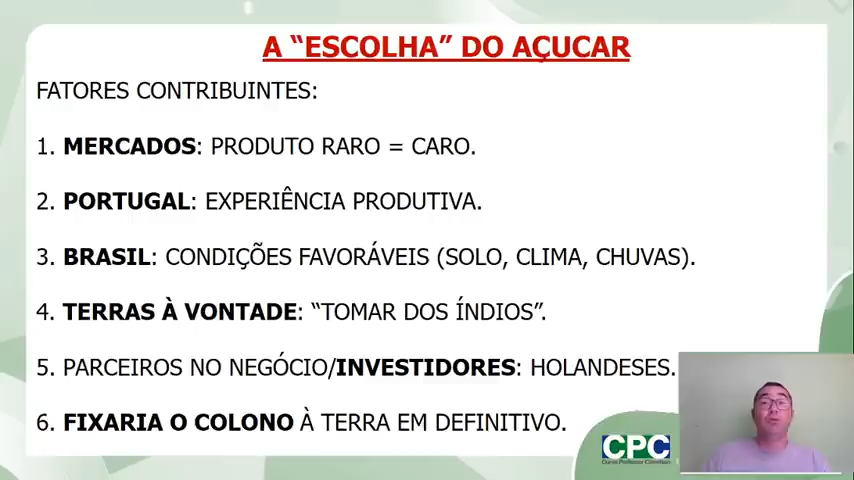 A “ESCOLHA” DO AÇUCAR
FATORES CONTRIBUINTES:
1. MERCADOS: PRODUTO RARO = CARO.
2. PORTUGAL: EXPERIÊNCIA PRODUTIVA.
3. BRASIL: CONDIÇÕES FAVORÁVEIS (SOLO, CLIMA, CHUVAS).
4. TERRAS À VONTADE: “TOMAR DOS ÍNDIOS”.
5. PARCEIROS NO NEGÓCIO/INVESTIDORES: HOLANDESES.
6. FIXARIA O COLONO À TERRA EM DEFINITIVO.
CPC
Curso Professor